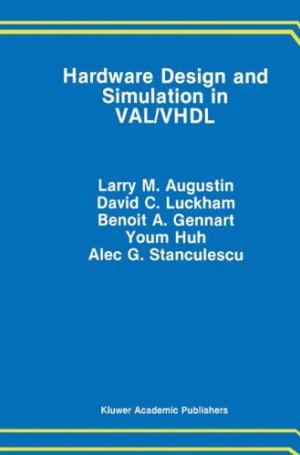 Hardware Design and
Simulation in
VAL/VHDL
Larry M. Augustin
David C. Luckham
Benoit A. Gennart
Youm Huh
Alec G. Stanculescu
Kluwer Academic Publishers